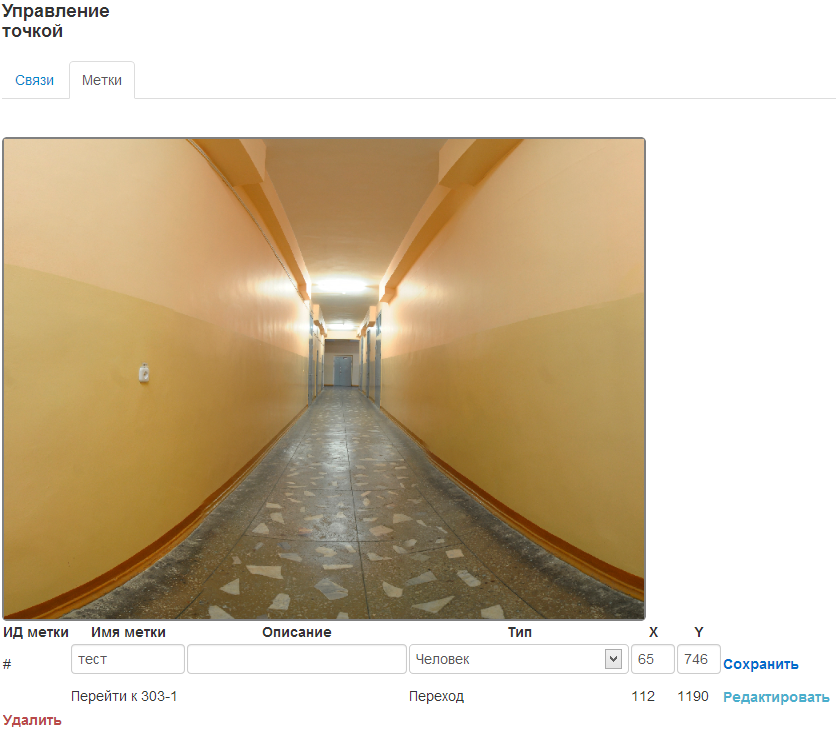 Управление
точкой
Связи Метки
ИД метки Имя метки Описание Тип X Y
# тест Человек 65 746 Сохранить
Перейти к 303-1 Переход 112 1190 Редактировать
Удалить